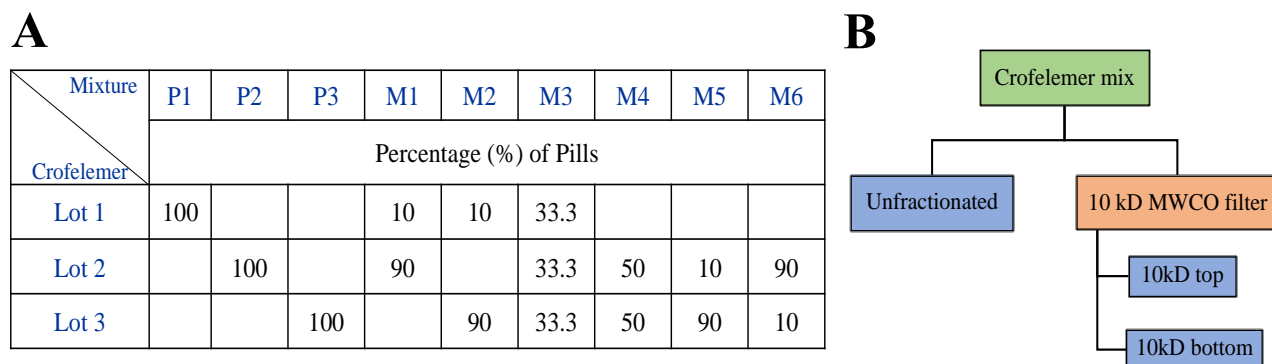 A
Mixture P1 P2 P3 M1 M2 M3 M4 M5 M6
Crofelemer Percentage (%) of Pills
Lot 1 100 10 10 33.3
Lot 2 100 90 33.3 50 10 90
Lot 3 100 90 33.3 50 90 10
B
Crofelemer mix
Unfractionated 10 kD MWCO filter
10kD top
10kD bottom